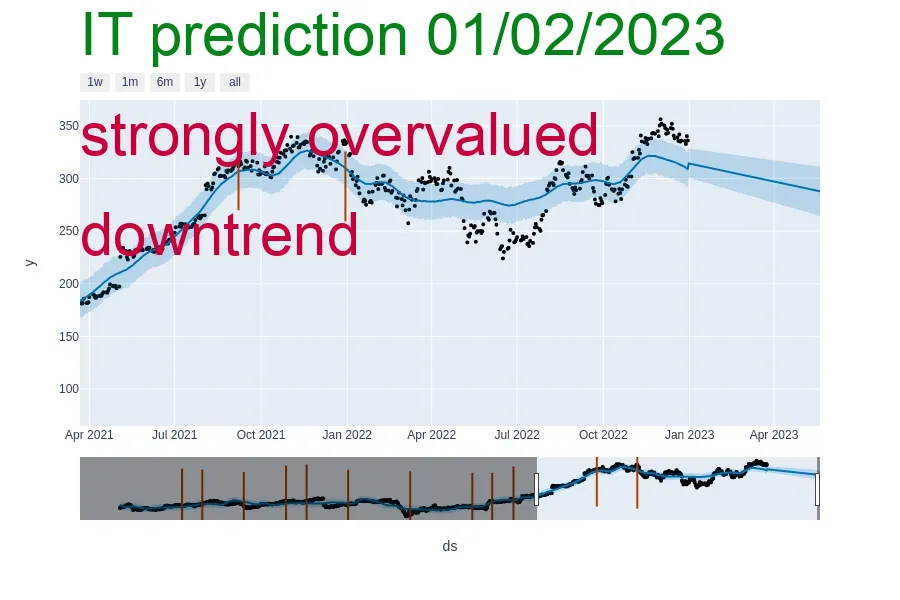 IT prediction 01/02/2023
1w 1m 6m 1y all
strongly overvalued
downtrend
350
300
250
200
150
100
y
Apr 2021 Jul 2021 Oct 2021 Jan 2022 Apr 2022 Jul 2022 Oct 2022 Jan 2023 Apr 2023
ds